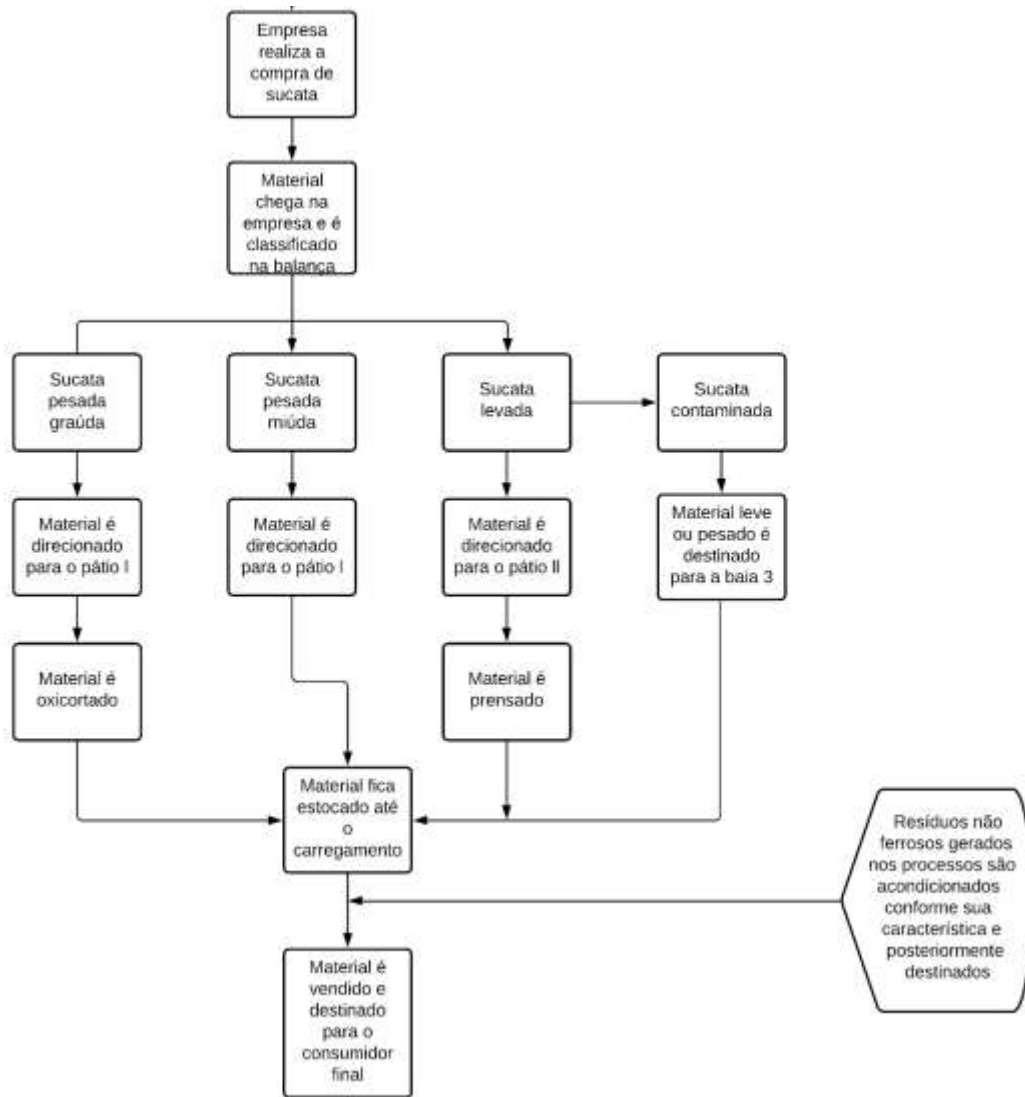 Empresa
realiza a
compra de
sucata
Material
chega na
empresa e é
classificado
na balança
Sucata
pesada
graúda
Sucata
pesada
miúda
Sucata
levada
Sucata
contaminada
Material é
direcionado
para o pátio I
Material é
direcionado
para o pátio I
Material é
direcionado
para o pátio II
Material leve
ou pesado é
destinado
para a baia 3
Material é
oxicortado
Material é
prensado
Material fica
estocado até
o
carregamento
Resíduos não
ferrosos gerados
nos processos são
acondicionados
conforme sua
característica e
posteriormente
destinados
Material é
vendido e
destinado
para o
consumidor
final